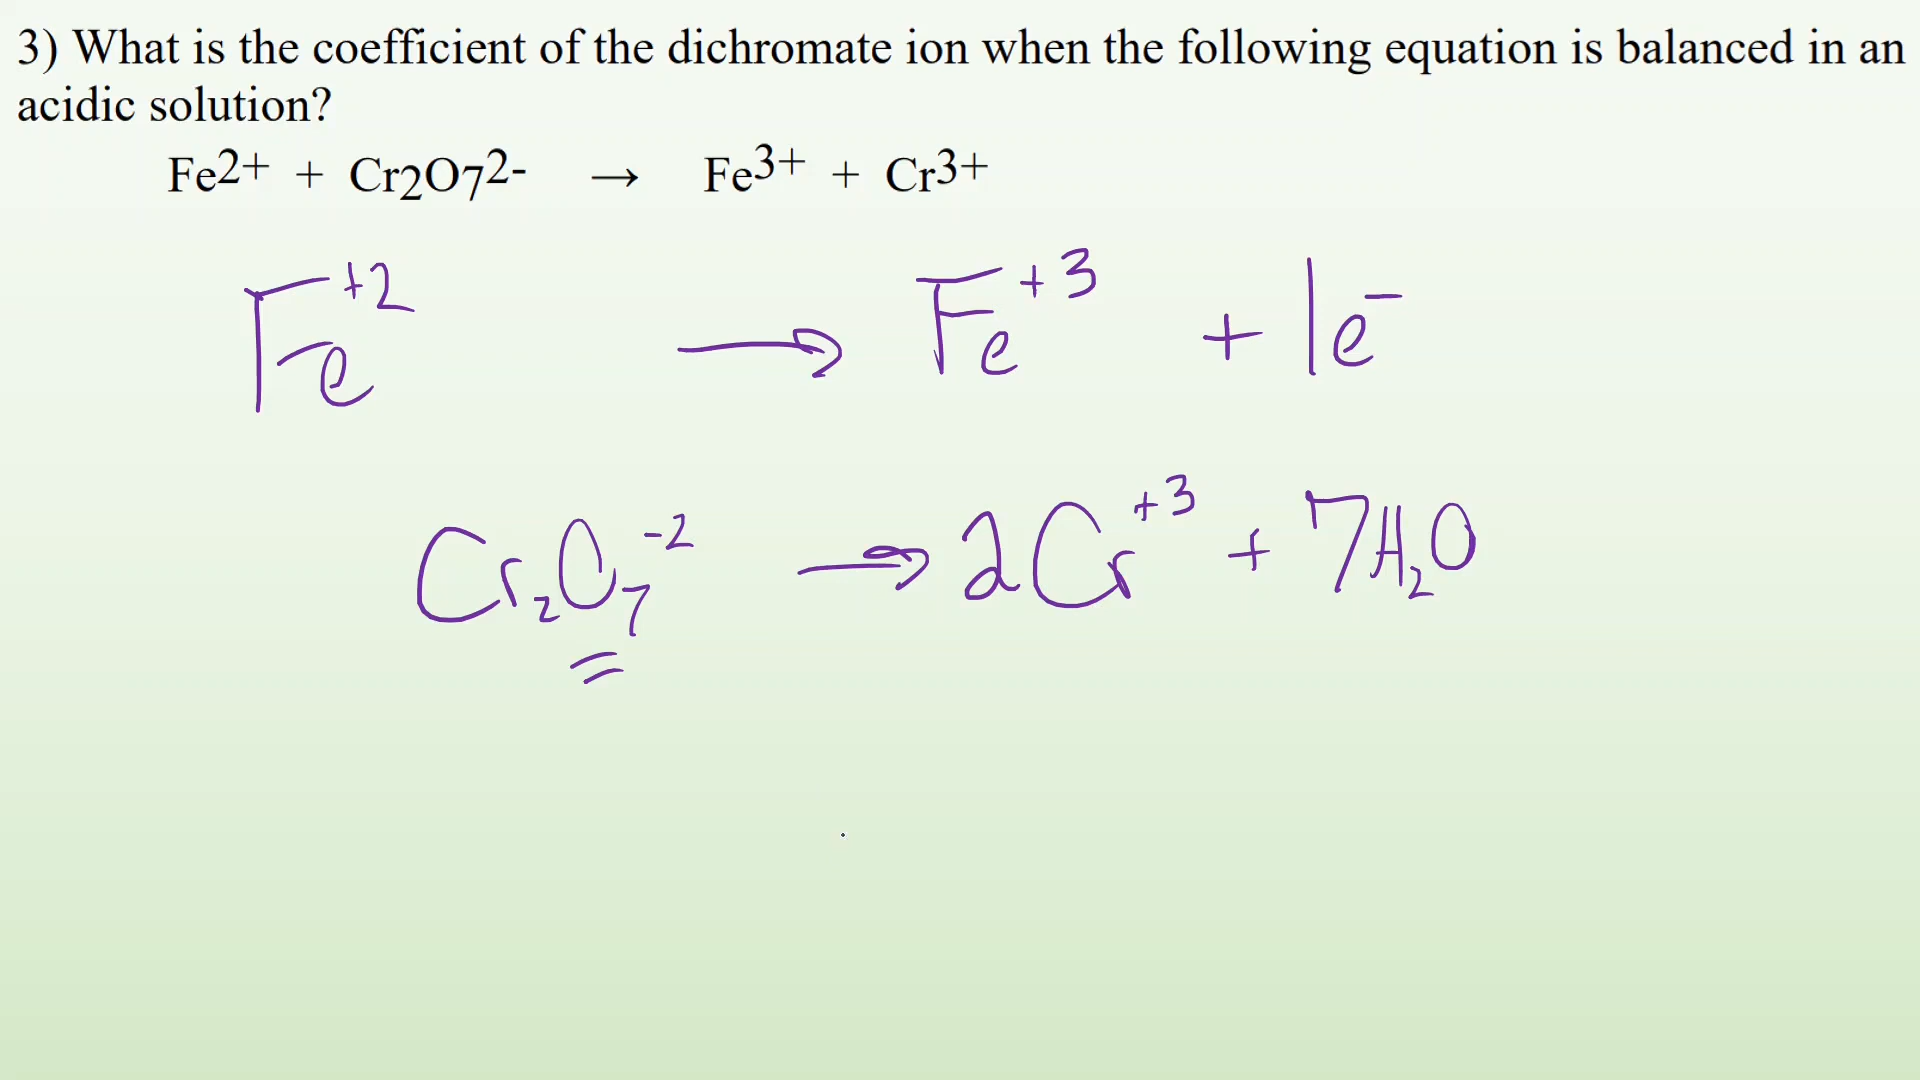 3) What is the coefficient of the dichromate ion when the following equation is balanced in an
acidic solution?
Fe2+ + Cr2O72- → Fe3+ + Cr3+
Fe+2 → Fe+3 + 1e-
Cr2O7-2 → 2Cr+3 + 7H2O